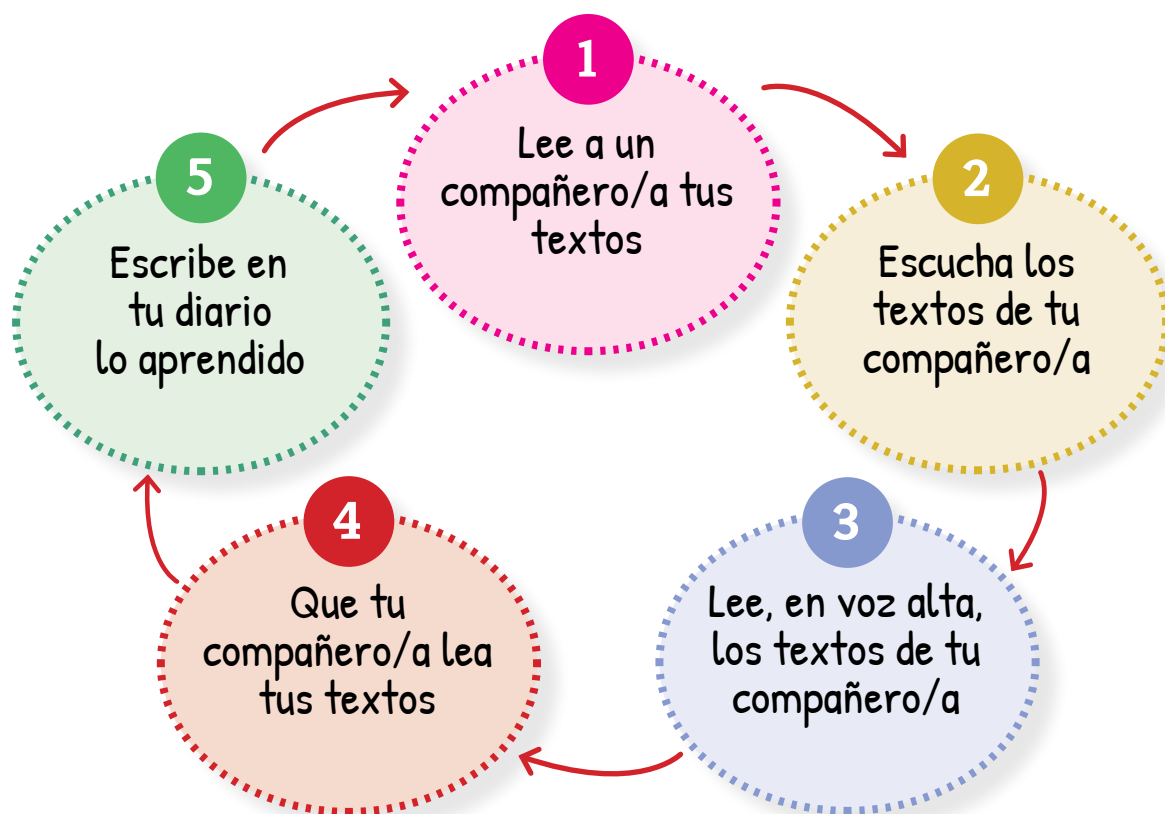 1
Lee a un
compañero/a tus
textos
2
Escucha los
textos de tu
compañero/a
3
Lee, en voz alta,
los textos de tu
compañero/a
4
Que tu
compañero/a lea
tus textos
5
Escribe en
tu diario
lo aprendido